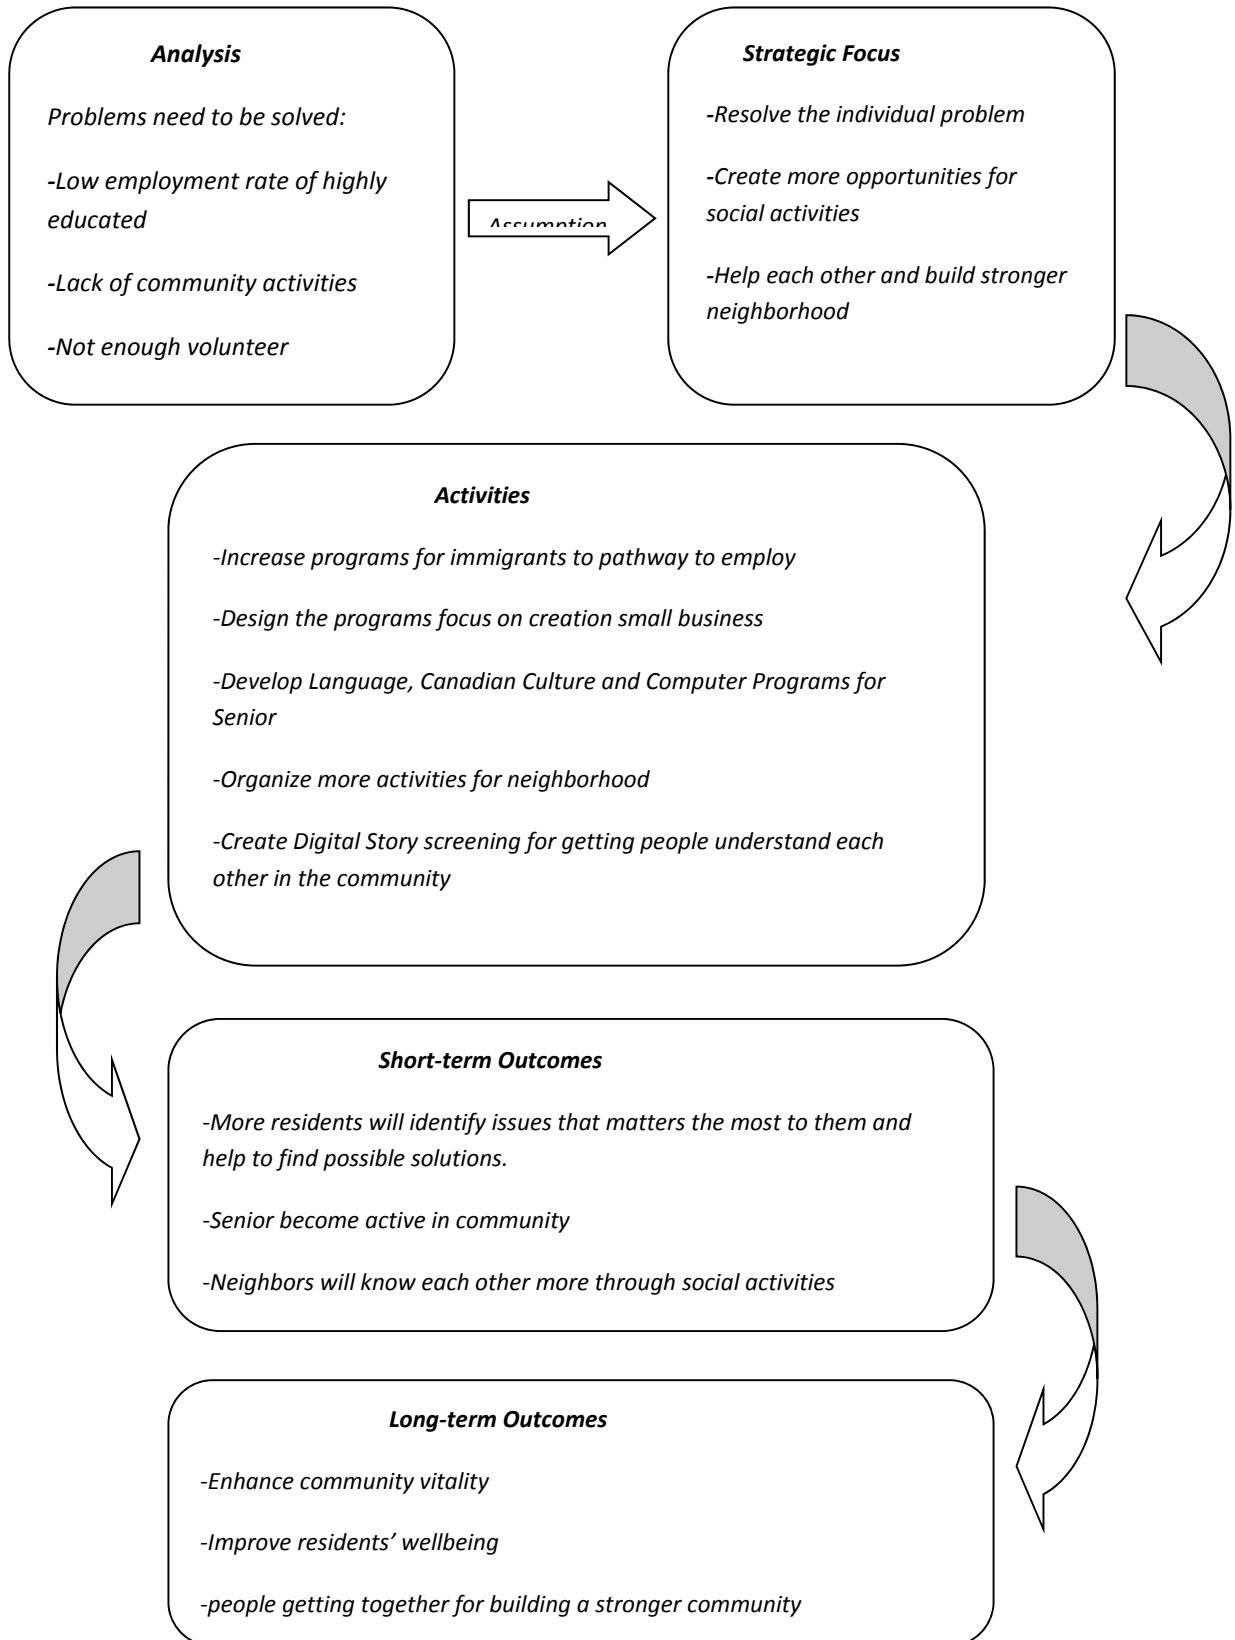 Analysis
Problems need to be solved:
-Low employment rate of highly
educated
-Lack of community activities
-Not enough volunteer
Assumption
Strategic Focus
-Resolve the individual problem
-Create more opportunities for
social activities
-Help each other and build stronger
neighborhood
Activities
-Increase programs for immigrants to pathway to employ
-Design the programs focus on creation small business
-Develop Language, Canadian Culture and Computer Programs for
Senior
-Organize more activities for neighborhood
-Create Digital Story screening for getting people understand each
other in the community
Short-term Outcomes
-More residents will identify issues that matters the most to them and
help to find possible solutions.
-Senior become active in community
-Neighbors will know each other more through social activities
Long-term Outcomes
-Enhance community vitality
-Improve residents’ wellbeing
-people getting together for building a stronger community